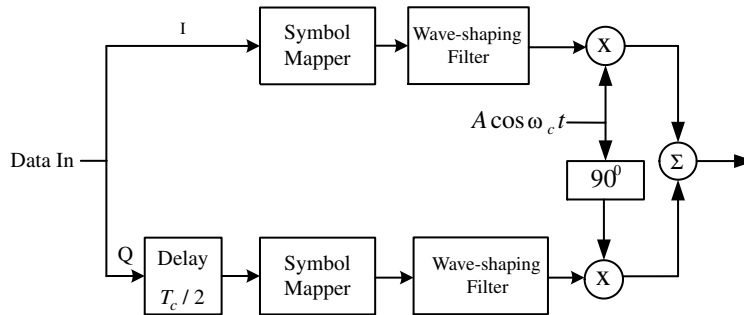 I
Symbol
Mapper
Wave-shaping
Filter
X
A cos ω_c t
Data In
90⁰
Σ
Q
Delay
T_c / 2
Symbol
Mapper
Wave-shaping
Filter
X